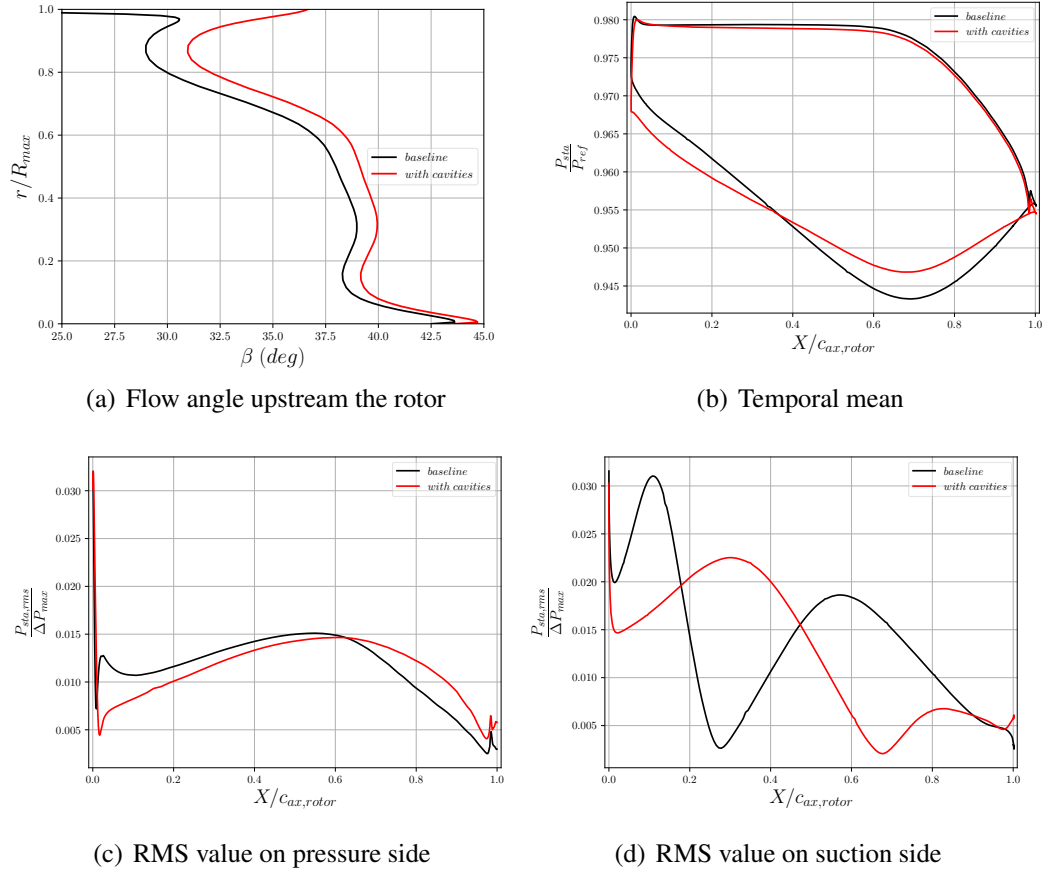 1.0
0.8
0.6
0.4
0.2
0.0
r/R_max
25.0 27.5 30.0 32.5 35.0 37.5 40.0 42.5 45.0
β (deg)
baseline
with cavities
(a) Flow angle upstream the rotor
0.980
0.975
0.970
0.965
0.960
0.955
0.950
0.945
P_sta
P_ref
0.0 0.2 0.4 0.6 0.8 1.0
X/c_ax,rotor
baseline
with cavities
(b) Temporal mean
0.030
0.025
0.020
0.015
0.010
0.005
P_sta,rms
ΔP_max
0.0 0.2 0.4 0.6 0.8 1.0
X/c_ax,rotor
baseline
with cavities
(c) RMS value on pressure side
0.030
0.025
0.020
0.015
0.010
0.005
P_sta,rms
ΔP_max
0.0 0.2 0.4 0.6 0.8 1.0
X/c_ax,rotor
baseline
with cavities
(d) RMS value on suction side